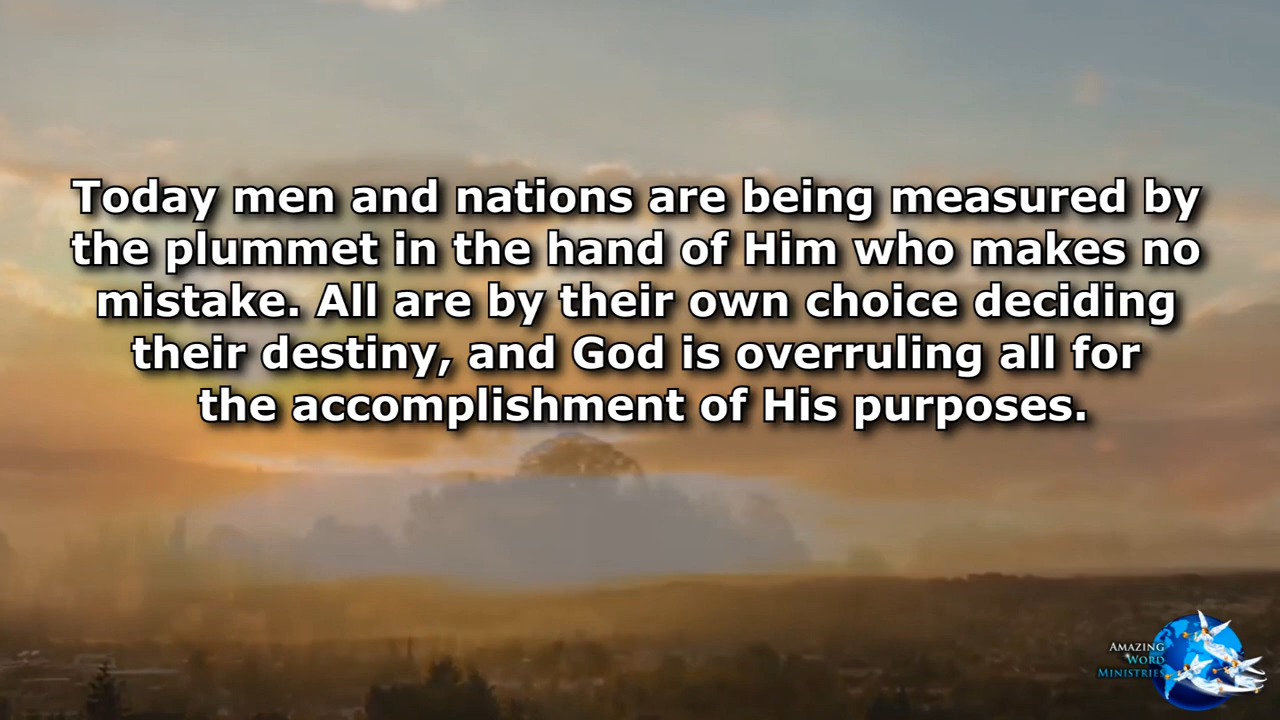 Today men and nations are being measured by
the plummet in the hand of Him who makes no
mistake. All are by their own choice deciding
their destiny, and God is overruling all for
the accomplishment of His purposes.
AMAZING
WORD
MINISTRIES